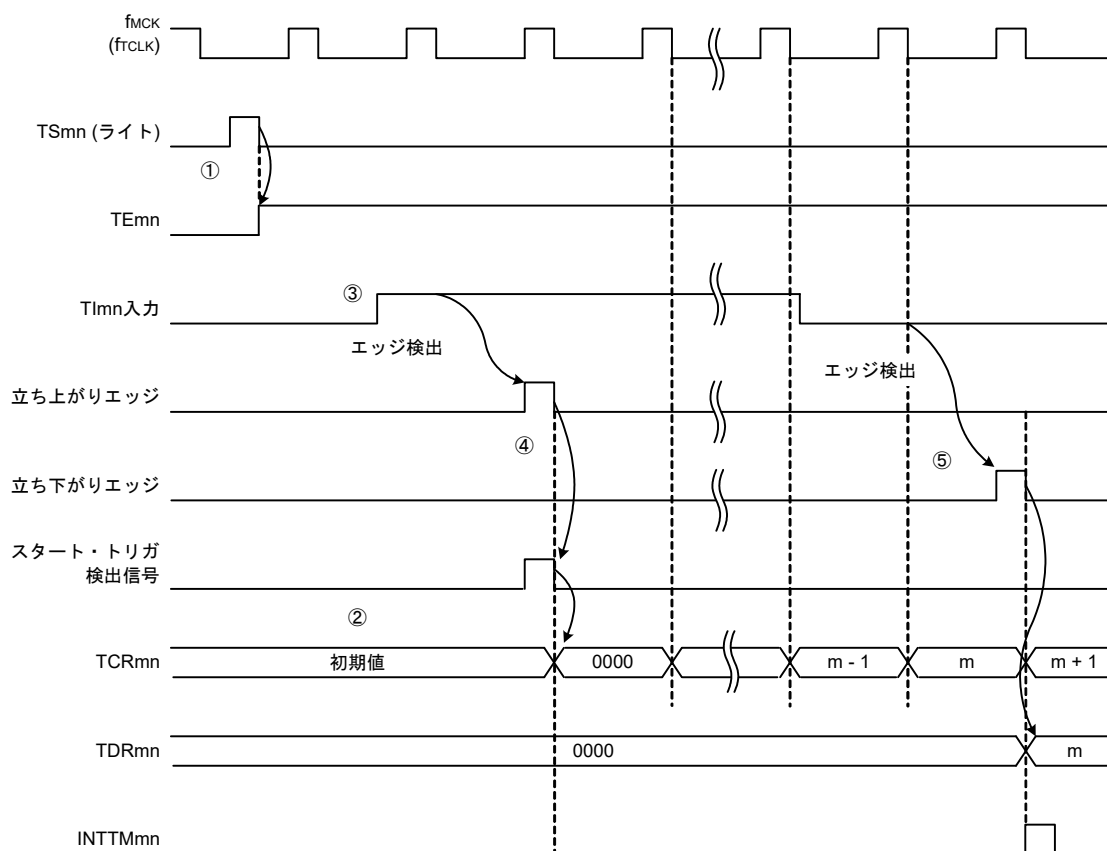 fMCK
(fTCLK)
TSmn (ライト)
①
TEmn
③
TImn入力
エッジ検出
エッジ検出
立ち上がりエッジ
④
⑤
立ち下がりエッジ
スタート・トリガ
検出信号
②
TCRmn
初期値
0000
m - 1
m
m + 1
TDRmn
0000
m
INTTMmn